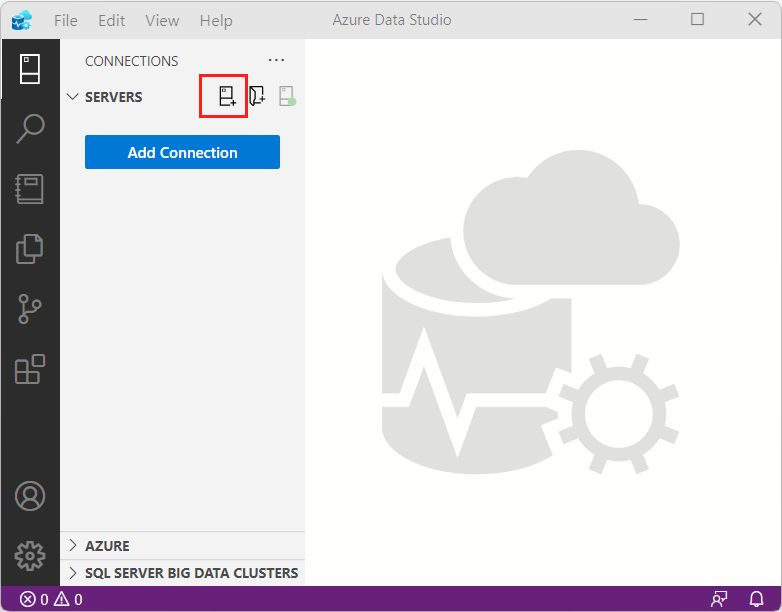 File Edit View Help Azure Data Studio
CONNECTIONS
SERVERS
Add Connection
AZURE
SQL SERVER BIG DATA CLUSTERS
0 0